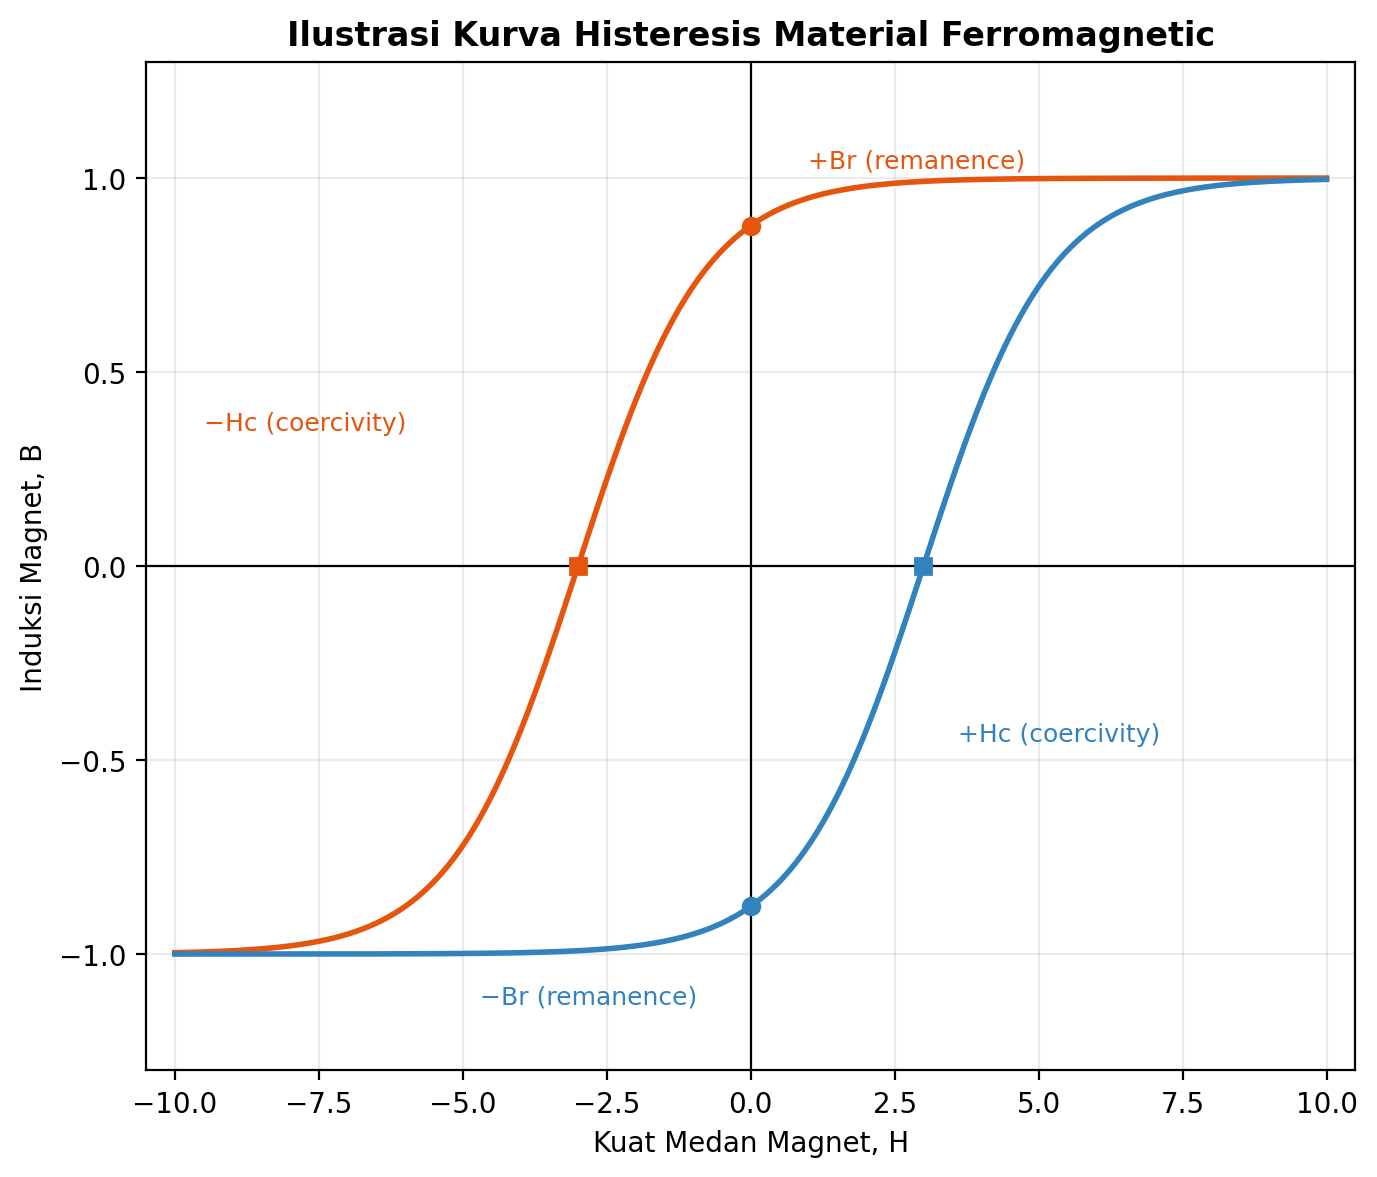 Ilustrasi Kurva Histeresis Material Ferromagnetic
+Br (remanence)
1.0
0.5
−Hc (coercivity)
Induksi Magnet, B
0.0
+Hc (coercivity)
−0.5
−1.0
−Br (remanence)
−10.0 −7.5 −5.0 −2.5 0.0 2.5 5.0 7.5 10.0
Kuat Medan Magnet, H